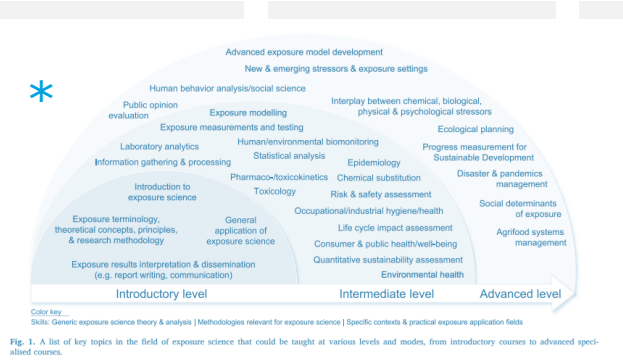 Advanced exposure model development
New & emerging stressors & exposure settings
Human behavior analysis/social science
Public opinion
evaluation
Interplay between chemical, biological,
physical & psychological stressors
Exposure modelling
Exposure measurements and testing
Ecological planning
Laboratory analytics
Human/environmental biomonitoring
Progress measurement for
Sustainable Development
Statistical analysis
Information gathering & processing
Epidemiology
Pharmaco-/toxicokinetics
Chemical substitution
Disaster & pandemics
management
Introduction to
exposure science
Toxicology
Risk & safety assessment
Social determinants
of exposure
Occupational/industrial hygiene/health
Exposure terminology,
theoretical concepts, principles,
& research methodology
General
application of
exposure science
Life cycle impact assessment
Agrifood systems
management
Consumer & public health/well-being
Quantitative sustainability assessment
Exposure results interpretation & dissemination
(e.g. report writing, communication)
Environmental health
Introductory level
Intermediate level
Advanced level
Color key
Skills: Generic exposure science theory & analysis | Methodologies relevant for exposure science | Specific contexts & practical exposure application fields
Fig. 1. A list of key topics in the field of exposure science that could be taught at various levels and modes, from introductory courses to advanced speci-
alised courses.